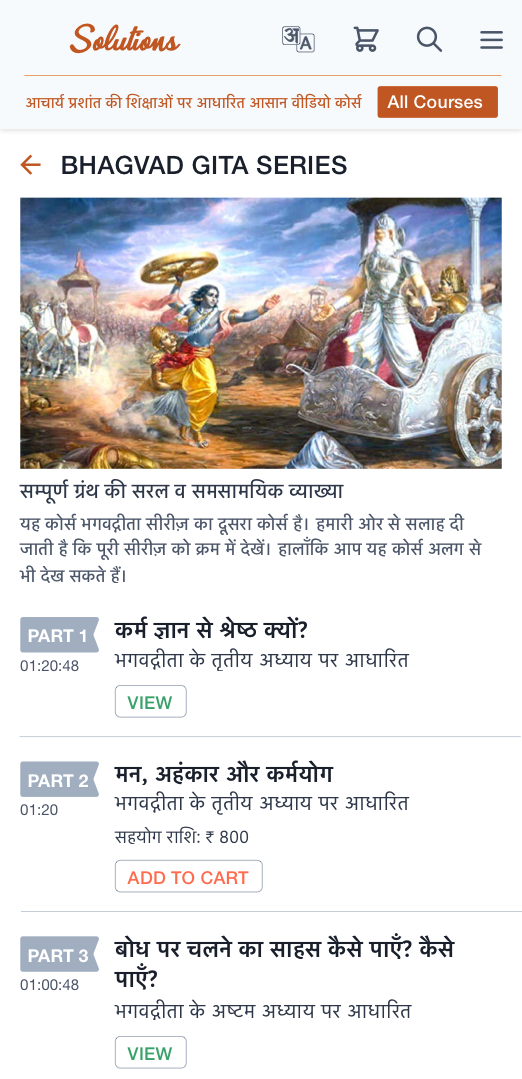 Solutions
अ A
आचार्य प्रशांत की शिक्षाओं पर आधारित आसान वीडियो कोर्स
All Courses
BHAGVAD GITA SERIES
सम्पूर्ण ग्रंथ की सरल व समसामयिक व्याख्या
यह कोर्स भगवद्गीता सीरीज़ का दूसरा कोर्स है। हमारी ओर से सलाह दी
जाती है कि पूरी सीरीज़ को क्रम में देखें। हालाँकि आप यह कोर्स अलग से
भी देख सकते हैं।
PART 1
कर्म ज्ञान से श्रेष्ठ क्यों?
01:20:48
भगवद्गीता के तृतीय अध्याय पर आधारित
VIEW
PART 2
मन, अहंकार और कर्मयोग
01:20
भगवद्गीता के तृतीय अध्याय पर आधारित
सहयोग राशि: ₹ 800
ADD TO CART
PART 3
बोध पर चलने का साहस कैसे पाएँ? कैसे
पाएँ?
01:00:48
भगवद्गीता के अष्टम अध्याय पर आधारित
VIEW